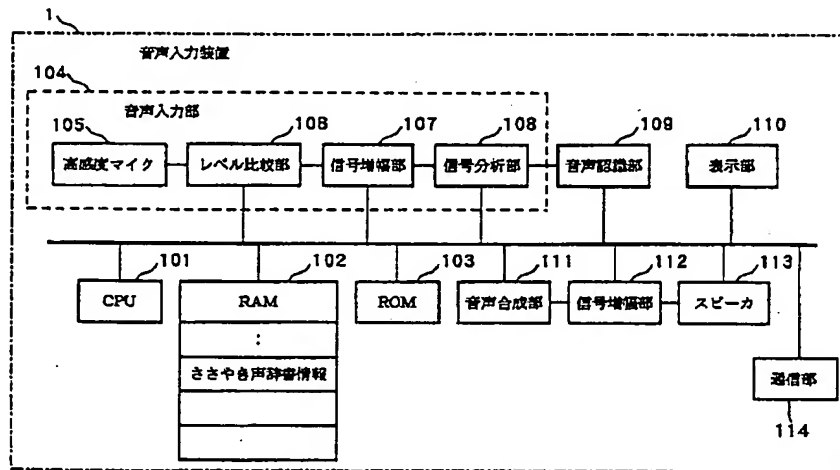 1
音声入力装置
104
音声入力部
105
106
107
108
109
110
高感度マイク
レベル比較部
信号増幅部
信号分析部
音声認識部
表示部
101
102
103
111
112
113
CPU
RAM
ROM
音声合成部
信号増幅部
スピーカ
:
ささやき声辞書情報
通信部
114